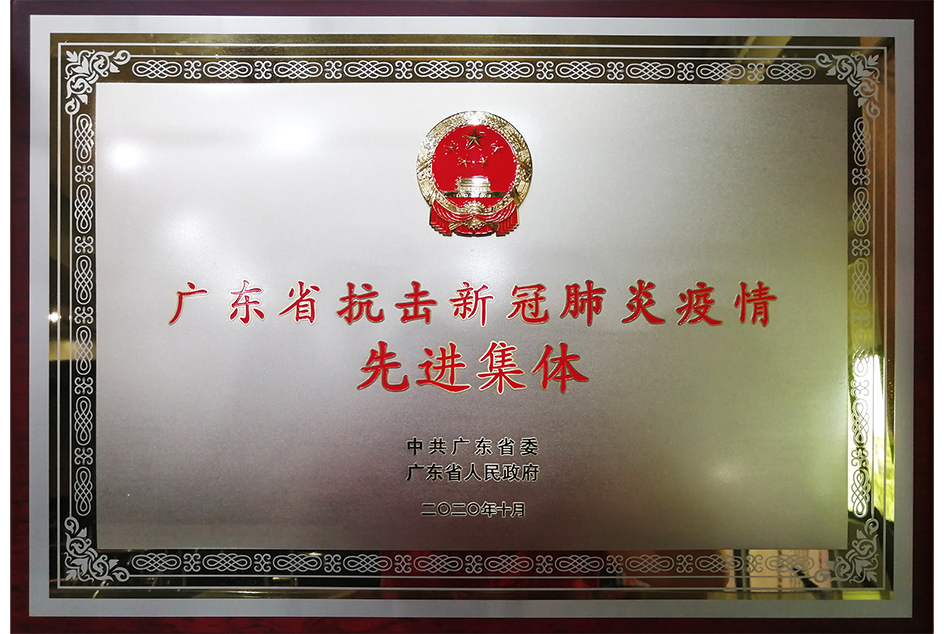 广东省抗击新冠肺炎疫情
先进集体
中共广东省委
广东省人民政府
二〇二〇年十月